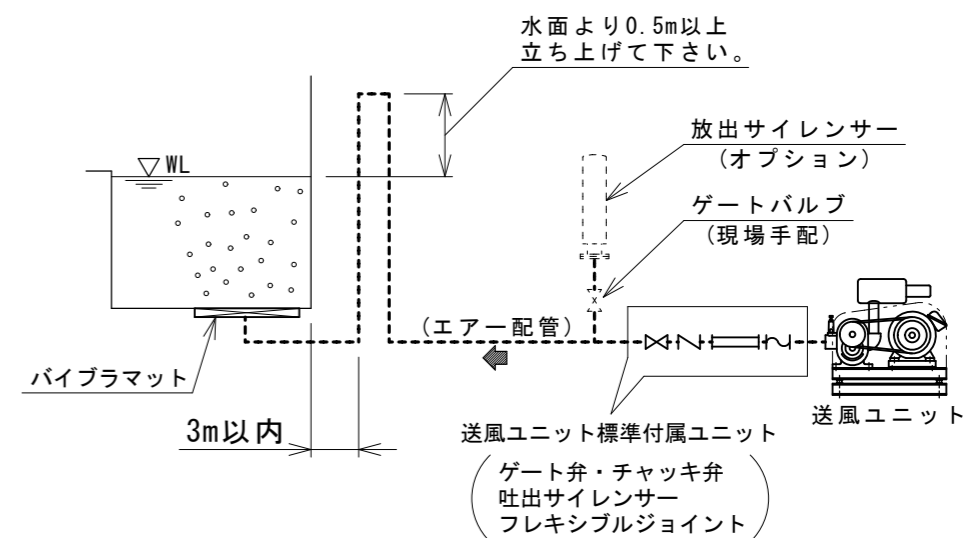 水面より0.5m以上
立ち上げて下さい。
放出サイレンサー
(オプション)
WL
ゲートバルブ
(現場手配)
(エアー配管)
バイブラマット
送風ユニット
3m以内
送風ユニット標準付属ユニット
ゲート弁・チャッキ弁
吐出サイレンサー
フレキシブルジョイント